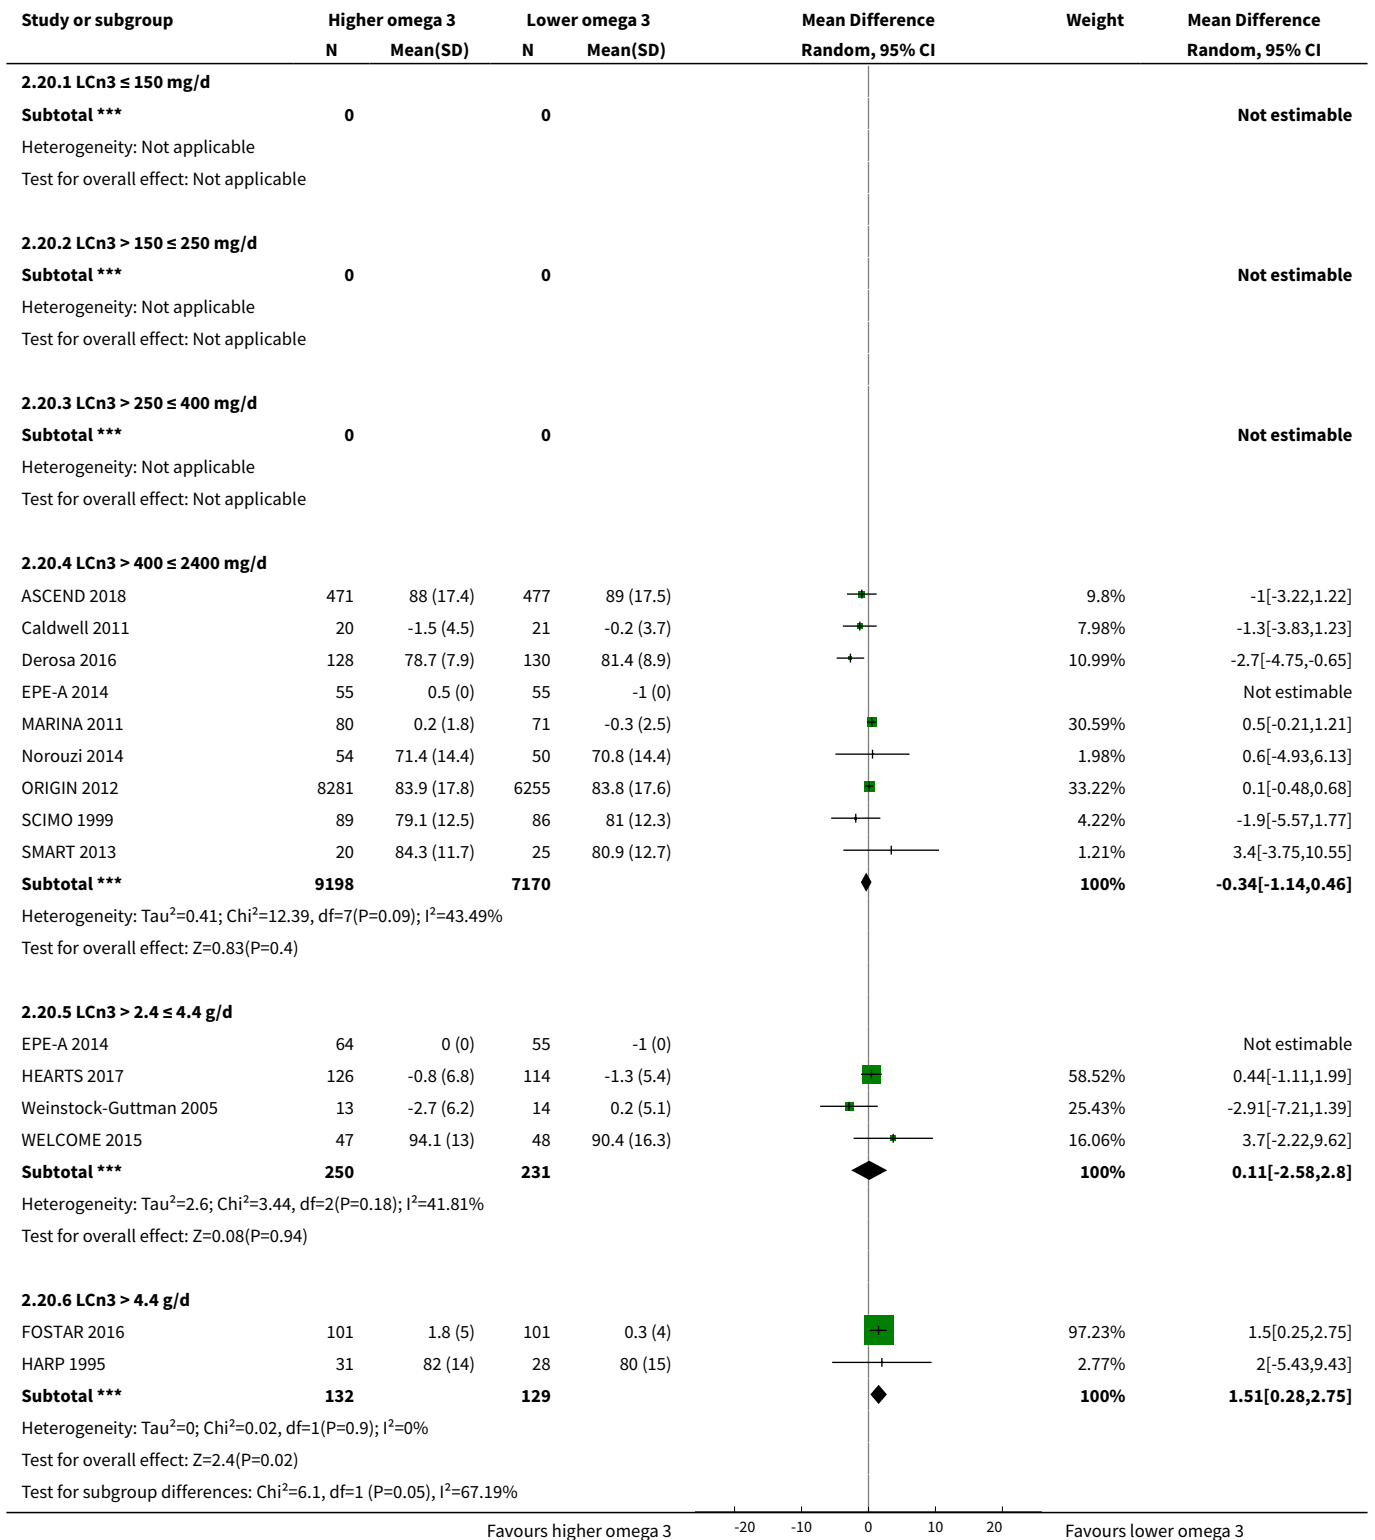 Study or subgroup Higher omega 3 Lower omega 3 Mean Difference Weight Mean Difference
N Mean(SD) N Mean(SD) Random, 95% CI Random, 95% CI
2.20.1 LCn3 ≤ 150 mg/d
Subtotal *** 0 0 Not estimable
Heterogeneity: Not applicable
Test for overall effect: Not applicable
2.20.2 LCn3 > 150 ≤ 250 mg/d
Subtotal *** 0 0 Not estimable
Heterogeneity: Not applicable
Test for overall effect: Not applicable
2.20.3 LCn3 > 250 ≤ 400 mg/d
Subtotal *** 0 0 Not estimable
Heterogeneity: Not applicable
Test for overall effect: Not applicable
2.20.4 LCn3 > 400 ≤ 2400 mg/d
ASCEND 2018 471 88 (17.4) 477 89 (17.5) 9.8% -1[-3.22,1.22]
Caldwell 2011 20 -1.5 (4.5) 21 -0.2 (3.7) 7.98% -1.3[-3.83,1.23]
Derosa 2016 128 78.7 (7.9) 130 81.4 (8.9) 10.99% -2.7[-4.75,-0.65]
EPE-A 2014 55 0.5 (0) 55 -1 (0) Not estimable
MARINA 2011 80 0.2 (1.8) 71 -0.3 (2.5) 30.59% 0.5[-0.21,1.21]
Norouzi 2014 54 71.4 (14.4) 50 70.8 (14.4) 1.98% 0.6[-4.93,6.13]
ORIGIN 2012 8281 83.9 (17.8) 6255 83.8 (17.6) 33.22% 0.1[-0.48,0.68]
SCIMO 1999 89 79.1 (12.5) 86 81 (12.3) 4.22% -1.9[-5.57,1.77]
SMART 2013 20 84.3 (11.7) 25 80.9 (12.7) 1.21% 3.4[-3.75,10.55]
Subtotal *** 9198 7170 100% -0.34[-1.14,0.46]
Heterogeneity: Tau²=0.41; Chi²=12.39, df=7(P=0.09); I²=43.49%
Test for overall effect: Z=0.83(P=0.4)
2.20.5 LCn3 > 2.4 ≤ 4.4 g/d
EPE-A 2014 64 0 (0) 55 -1 (0) Not estimable
HEARTS 2017 126 -0.8 (6.8) 114 -1.3 (5.4) 58.52% 0.44[-1.11,1.99]
Weinstock-Guttman 2005 13 -2.7 (6.2) 14 0.2 (5.1) 25.43% -2.91[-7.21,1.39]
WELCOME 2015 47 94.1 (13) 48 90.4 (16.3) 16.06% 3.7[-2.22,9.62]
Subtotal *** 250 231 100% 0.11[-2.58,2.8]
Heterogeneity: Tau²=2.6; Chi²=3.44, df=2(P=0.18); I²=41.81%
Test for overall effect: Z=0.08(P=0.94)
2.20.6 LCn3 > 4.4 g/d
FOSTAR 2016 101 1.8 (5) 101 0.3 (4) 97.23% 1.5[0.25,2.75]
HARP 1995 31 82 (14) 28 80 (15) 2.77% 2[-5.43,9.43]
Subtotal *** 132 129 100% 1.51[0.28,2.75]
Heterogeneity: Tau²=0; Chi²=0.02, df=1(P=0.9); I²=0%
Test for overall effect: Z=2.4(P=0.02)
Test for subgroup differences: Chi²=6.1, df=1 (P=0.05), I²=67.19%
Favours higher omega 3 -20 -10 0 10 20 Favours lower omega 3